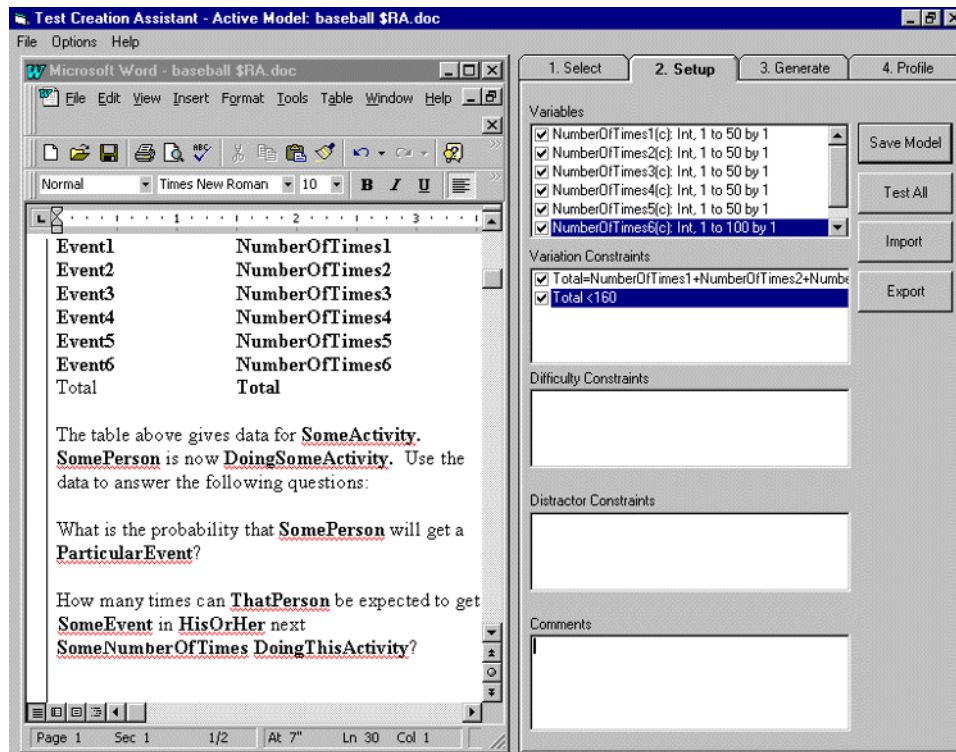 Test Creation Assistant - Active Model: baseball $RA.doc
File Options Help
Microsoft Word - baseball $RA.doc
File Edit View Insert Format Tools Table Window Help
ABC
Normal Times New Roman 10 B I U
1 2 3
Event1 NumberOfTimes1
Event2 NumberOfTimes2
Event3 NumberOfTimes3
Event4 NumberOfTimes4
Event5 NumberOfTimes5
Event6 NumberOfTimes6
Total Total
The table above gives data for SomeActivity.
SomePerson is now DoingSomeActivity. Use the
data to answer the following questions:
What is the probability that SomePerson will get a
ParticularEvent?
How many times can ThatPerson be expected to get
SomeEvent in HisOrHer next
SomeNumberOfTimes DoingThisActivity?
Page 1 Sec 1 1/2 At 7" Ln 30 Col 1
1. Select 2. Setup 3. Generate 4. Profile
Variables
NumberOfTimes1(c): Int, 1 to 50 by 1
NumberOfTimes2(c): Int, 1 to 50 by 1
NumberOfTimes3(c): Int, 1 to 50 by 1
NumberOfTimes4(c): Int, 1 to 50 by 1
NumberOfTimes5(c): Int, 1 to 50 by 1
NumberOfTimes6(c): Int, 1 to 100 by 1
Variation Constraints
Total=NumberOfTimes1+NumberOfTimes2+Numbe
Total <160
Difficulty Constraints
Distractor Constraints
Comments
Save Model
Test All
Import
Export